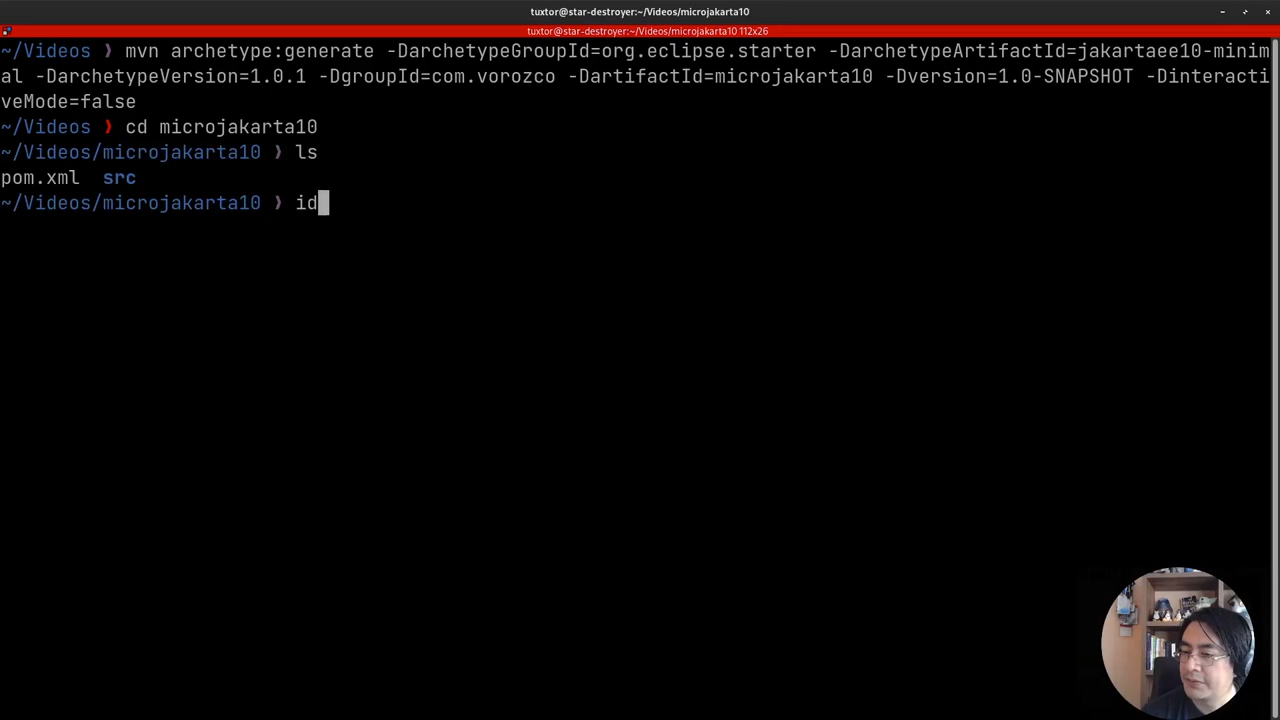 tuxtor@star-destroyer:~/Videos/microjakarta10
tuxtor@star-destroyer:~/Videos/microjakarta10 112x26
~/Videos ❯ mvn archetype:generate -DarchetypeGroupId=org.eclipse.starter -DarchetypeArtifactId=jakartaee10-minim
al -DarchetypeVersion=1.0.1 -DgroupId=com.vorozco -DartifactId=microjakarta10 -Dversion=1.0-SNAPSHOT -Dinteracti
veMode=false
~/Videos ❯ cd microjakarta10
~/Videos/microjakarta10 ❯ ls
pom.xml  src
~/Videos/microjakarta10 ❯ id